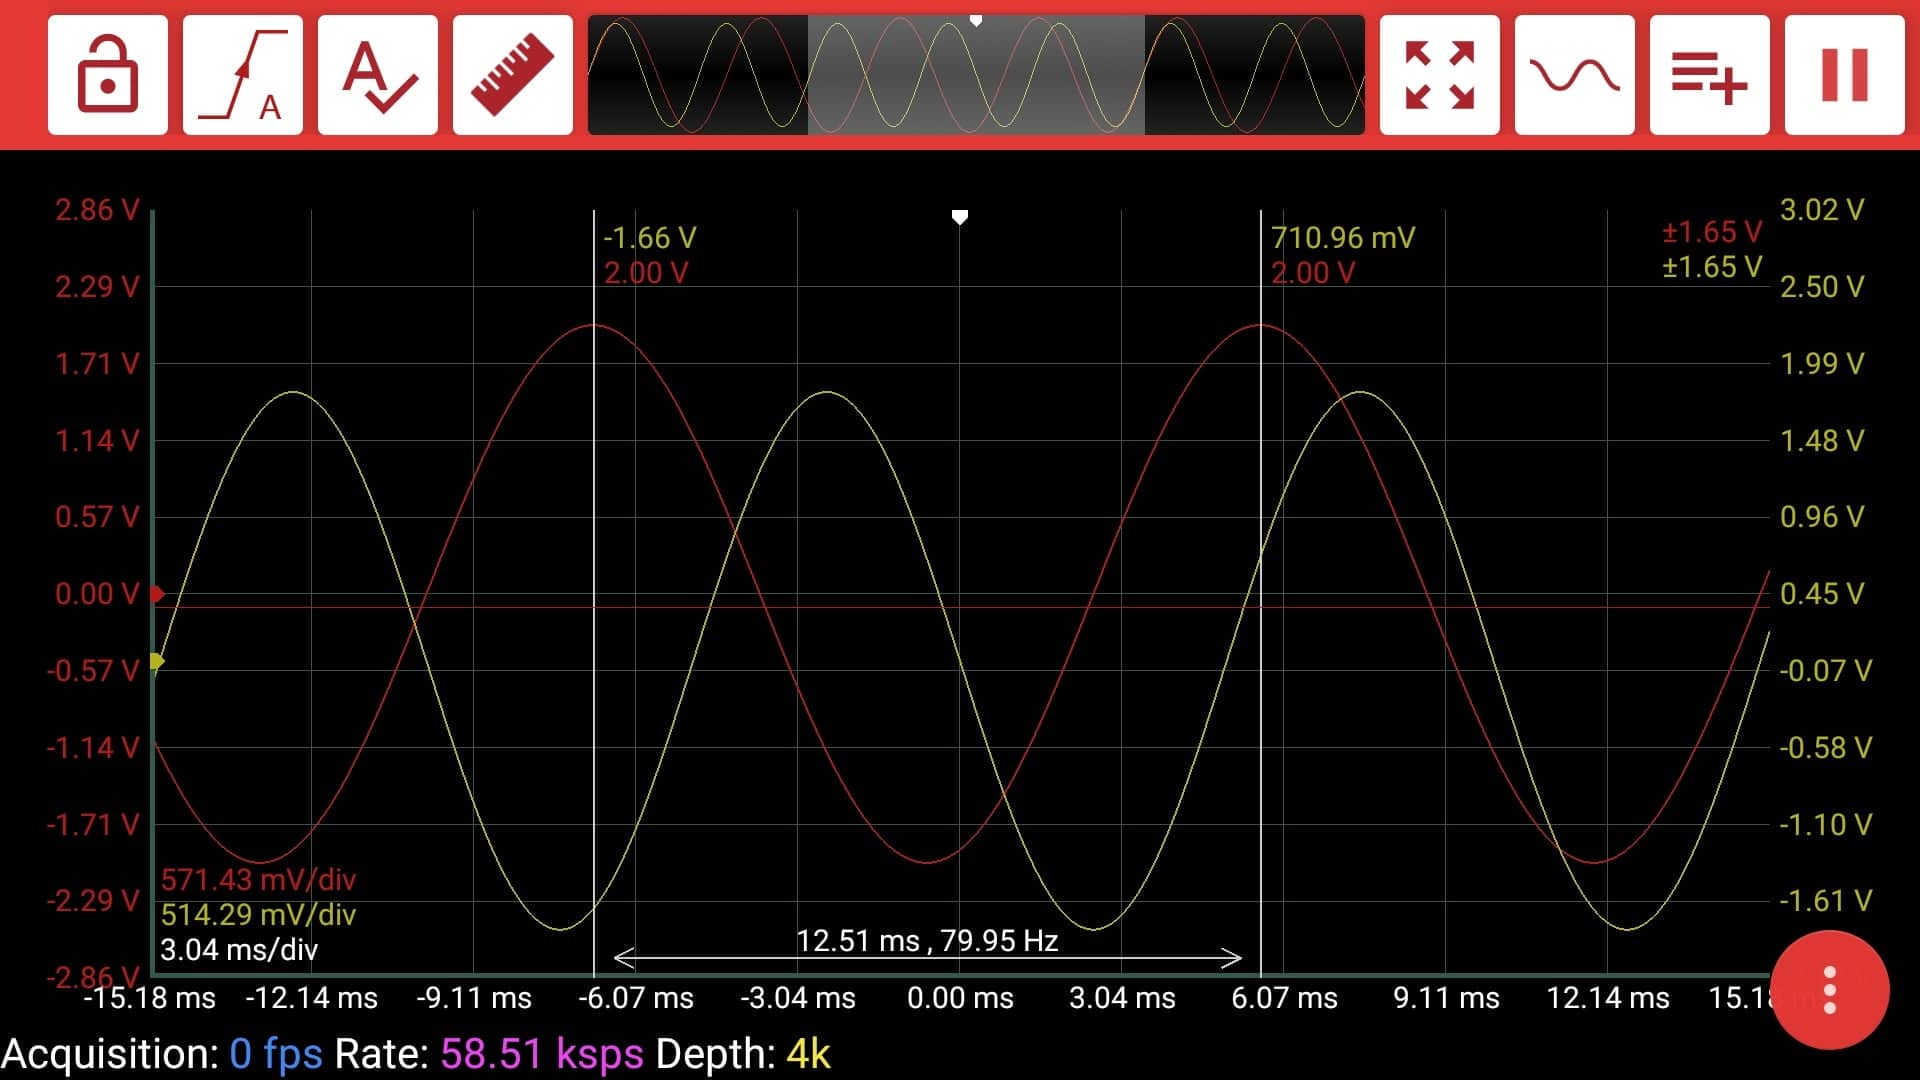 A
A
2.86 V
3.02 V
-1.66 V
2.00 V
710.96 mV
2.00 V
±1.65 V
±1.65 V
2.29 V
2.50 V
1.71 V
1.99 V
1.14 V
1.48 V
0.57 V
0.96 V
0.00 V
0.45 V
-0.57 V
-0.07 V
-1.14 V
-0.58 V
-1.71 V
-1.10 V
-2.29 V
-1.61 V
571.43 mV/div
514.29 mV/div
3.04 ms/div
12.51 ms , 79.95 Hz
-2.86 V
-15.18 ms -12.14 ms -9.11 ms -6.07 ms -3.04 ms 0.00 ms 3.04 ms 6.07 ms 9.11 ms 12.14 ms
Acquisition: 0 fps Rate: 58.51 ksps Depth: 4k